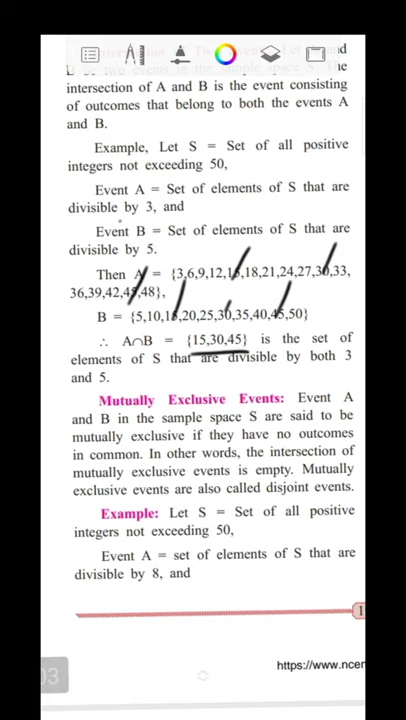 intersection of A and B is the event consisting
of outcomes that belong to both the events A
and B.
Example, Let S = Set of all positive
integers not exceeding 50,
Event A = Set of elements of S that are
divisible by 3, and
Event B = Set of elements of S that are
divisible by 5.
Then A = {3,6,9,12,15,18,21,24,27,30,33,
36,39,42,45,48},
B = {5,10,15,20,25,30,35,40,45,50}
∴ A∩B = {15,30,45} is the set of
elements of S that are divisible by both 3
and 5.
Mutually Exclusive Events: Event A
and B in the sample space S are said to be
mutually exclusive if they have no outcomes
in common. In other words, the intersection of
mutually exclusive events is empty. Mutually
exclusive events are also called disjoint events.
Example: Let S = Set of all positive
integers not exceeding 50,
Event A = set of elements of S that are
divisible by 8, and
03
https://www.ncer